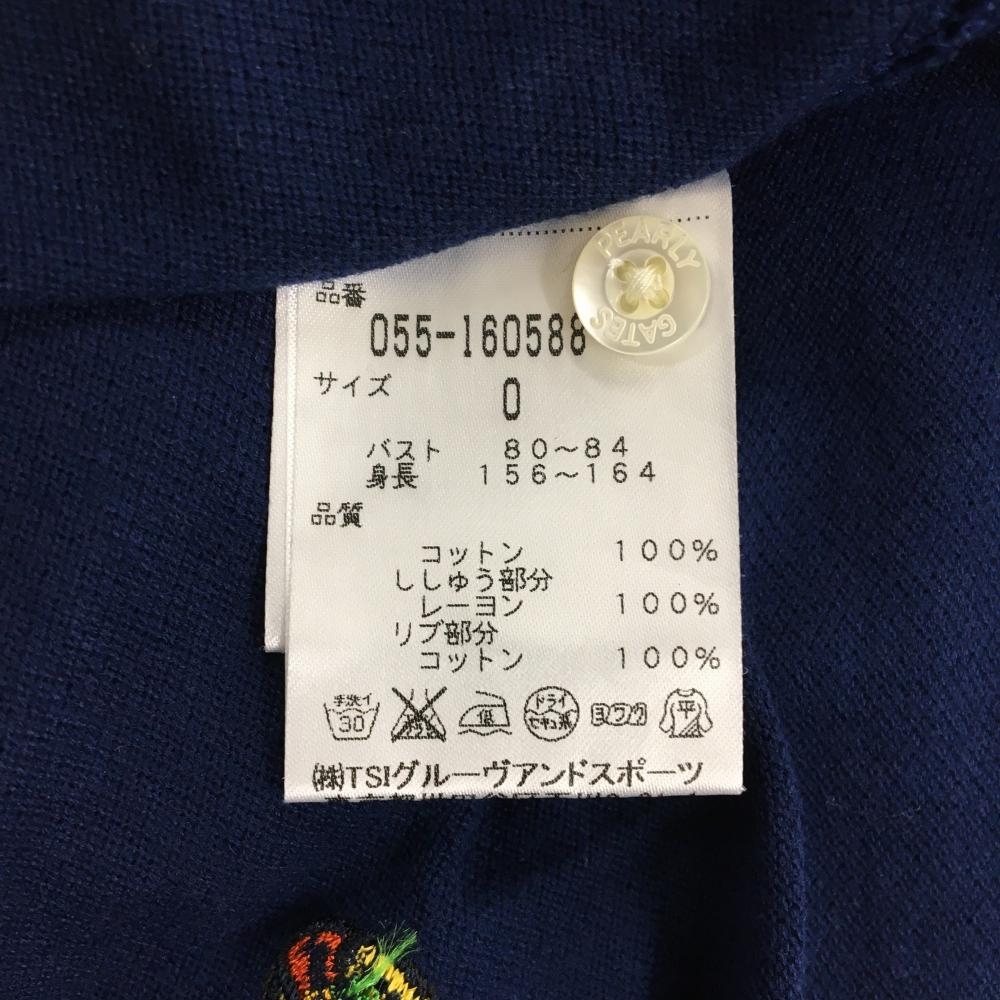 PEARLY
GATES
品番
055-160588
サイズ
0
バスト 80～84
身長 156～164
品質
コットン 100%
ししゅう部分
レーヨン 100%
リブ部分
コットン 100%
手洗イ
30
低
ドライ
セキユ系
ヨワク
平
(株)TSIグルーヴアンドスポーツ